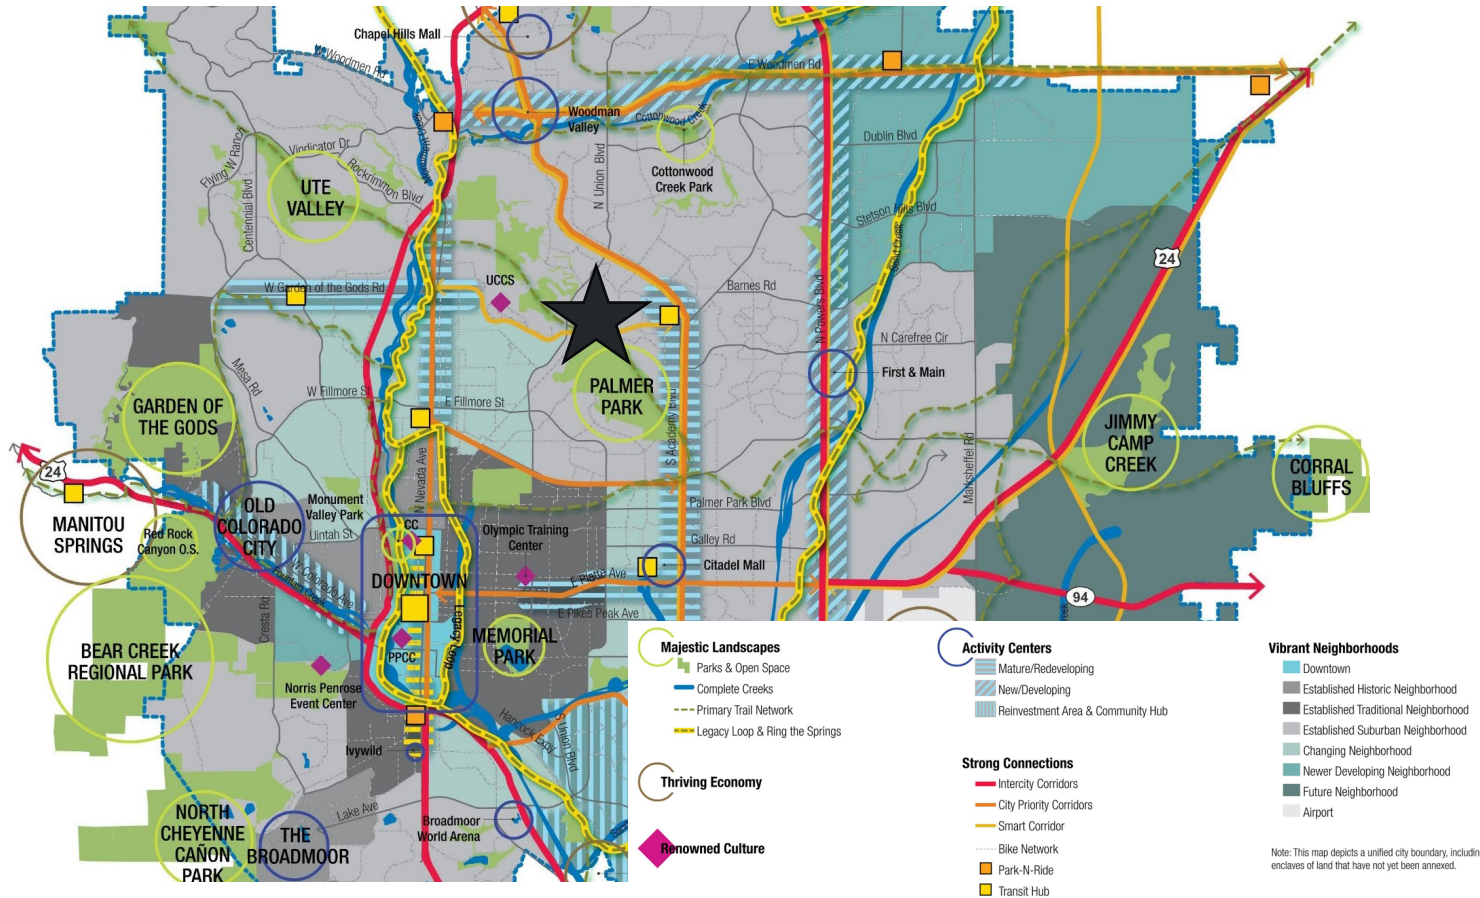 Chapel Hills Mall
W Woodmen Rd
E Woodmen Rd
Woodman
Valley
Cottonwood Creek
Cottonwood
Creek Park
Dublin Blvd
Vindicator Dr
Flying W Ranch
Rockrimmon Blvd
Centennial Blvd
UTE
VALLEY
N Union Blvd
Stetson Hills Blvd
Sand Creek
24
UCCS
W Garden of the Gods Rd
Barnes Rd
N Powers Blvd
N Carefree Cir
First & Main
Mesa Rd
W Fillmore St
E Fillmore St
PALMER
PARK
S Academy Blvd
GARDEN OF
THE GODS
JIMMY
CAMP
CREEK
CORRAL
BLUFFS
Marksheffel Rd
24
N Nevada Ave
MANITOU
SPRINGS
Red Rock
Canyon O.S.
OLD
COLORADO
CITY
Monument
Valley Park
Uintah St
CC
Olympic Training
Center
Palmer Park Blvd
Galley Rd
Citadel Mall
DOWNTOWN
E Platte Ave
E Pikes Peak Ave
W Colorado Ave
Fountain Creek
Cresta Rd
Legacy Loop
94
BEAR CREEK
REGIONAL PARK
MEMORIAL
PARK
PPCC
Norris Penrose
Event Center
Hancock Expy
S Union Blvd
Ivywild
Lake Ave
Broadmoor
World Arena
NORTH
CHEYENNE
CAÑON
PARK
THE
BROADMOOR
Majestic Landscapes
Parks & Open Space
Complete Creeks
Primary Trail Network
Legacy Loop & Ring the Springs
Thriving Economy
Renowned Culture
Activity Centers
Mature/Redeveloping
New/Developing
Reinvestment Area & Community Hub
Strong Connections
Intercity Corridors
City Priority Corridors
Smart Corridor
Bike Network
Park-N-Ride
Transit Hub
Vibrant Neighborhoods
Downtown
Established Historic Neighborhood
Established Traditional Neighborhood
Established Suburban Neighborhood
Changing Neighborhood
Newer Developing Neighborhood
Future Neighborhood
Airport
Note: This map depicts a unified city boundary, includin
enclaves of land that have not yet been annexed.